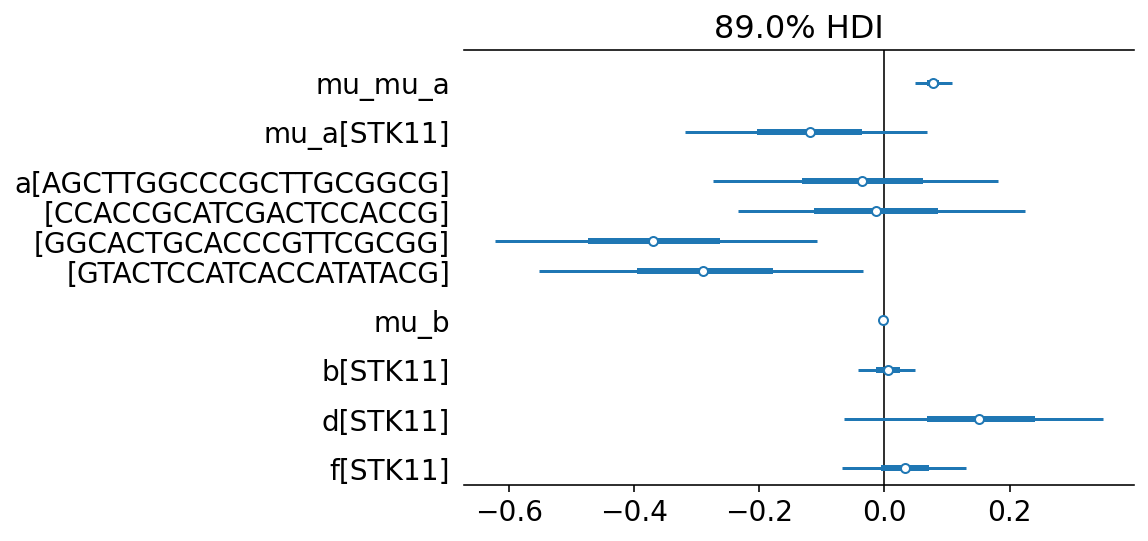 89.0% HDI
mu_mu_a
mu_a[STK11]
a[AGCTTGGCCCGCTTGCGGCG]
[CCACCGCATCGACTCCACCG]
[GGCACTGCACCCGTTCGCGG]
[GTACTCCATCACCATATACG]
mu_b
b[STK11]
d[STK11]
f[STK11]
−0.6 −0.4 −0.2 0.0 0.2